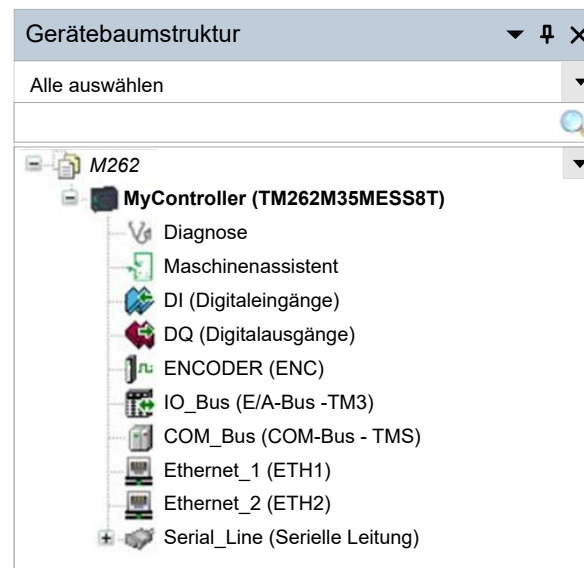 Gerätebaumstruktur
Alle auswählen
M262
MyController (TM262M35MESS8T)
Diagnose
Maschinenassistent
DI (Digitaleingänge)
DQ (Digitalausgänge)
ENCODER (ENC)
IO_Bus (E/A-Bus -TM3)
COM_Bus (COM-Bus - TMS)
Ethernet_1 (ETH1)
Ethernet_2 (ETH2)
Serial_Line (Serielle Leitung)